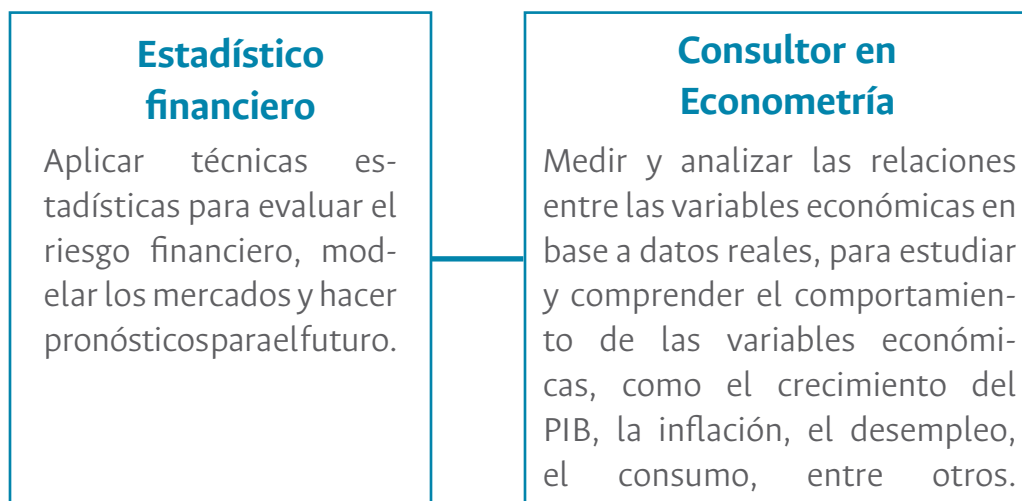 Estadístico
financiero
Aplicar técnicas es-
tadísticas para evaluar el
riesgo financiero, mod-
elar los mercados y hacer
pronósticosparaelfuturo.
Consultor en
Econometría
Medir y analizar las relaciones
entre las variables económicas en
base a datos reales, para estudiar
y comprender el comportamien-
to de las variables económi-
cas, como el crecimiento del
PIB, la inflación, el desempleo,
el consumo, entre otros.